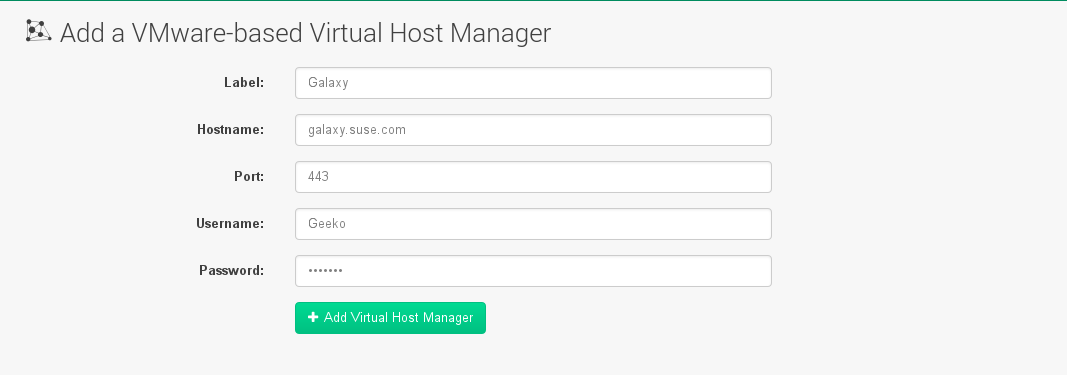 Add a VMware-based Virtual Host Manager
Label: Galaxy
Hostname: galaxy.suse.com
Port: 443
Username: Geeko
Password: •••••••
Add Virtual Host Manager